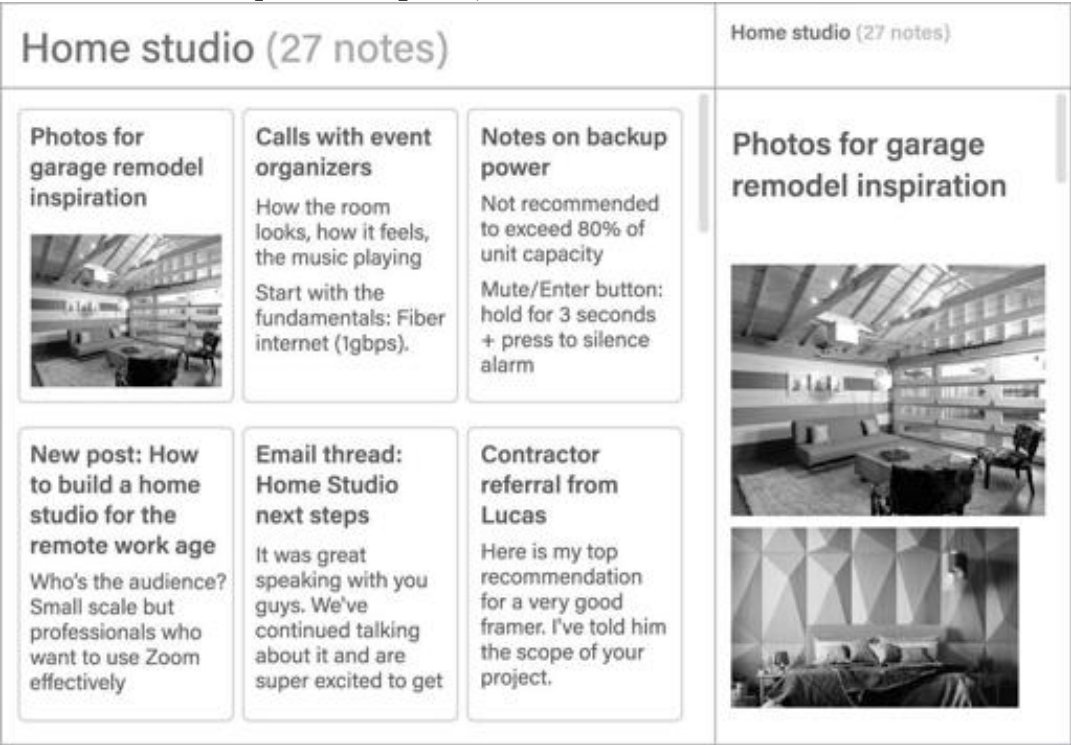 Home studio (27 notes)
Photos for
garage remodel
inspiration
Calls with event
organizers
How the room
looks, how it feels,
the music playing
Start with the
fundamentals: Fiber
internet (1gbps).
Notes on backup
power
Not recommended
to exceed 80% of
unit capacity
Mute/Enter button:
hold for 3 seconds
+ press to silence
alarm
New post: How
to build a home
studio for the
remote work age
Who's the audience?
Small scale but
professionals who
want to use Zoom
effectively
Email thread:
Home Studio
next steps
It was great
speaking with you
guys. We've
continued talking
about it and are
super excited to get
Contractor
referral from
Lucas
Here is my top
recommendation
for a very good
framer. I've told him
the scope of your
project.
Home studio (27 notes)
Photos for garage
remodel inspiration